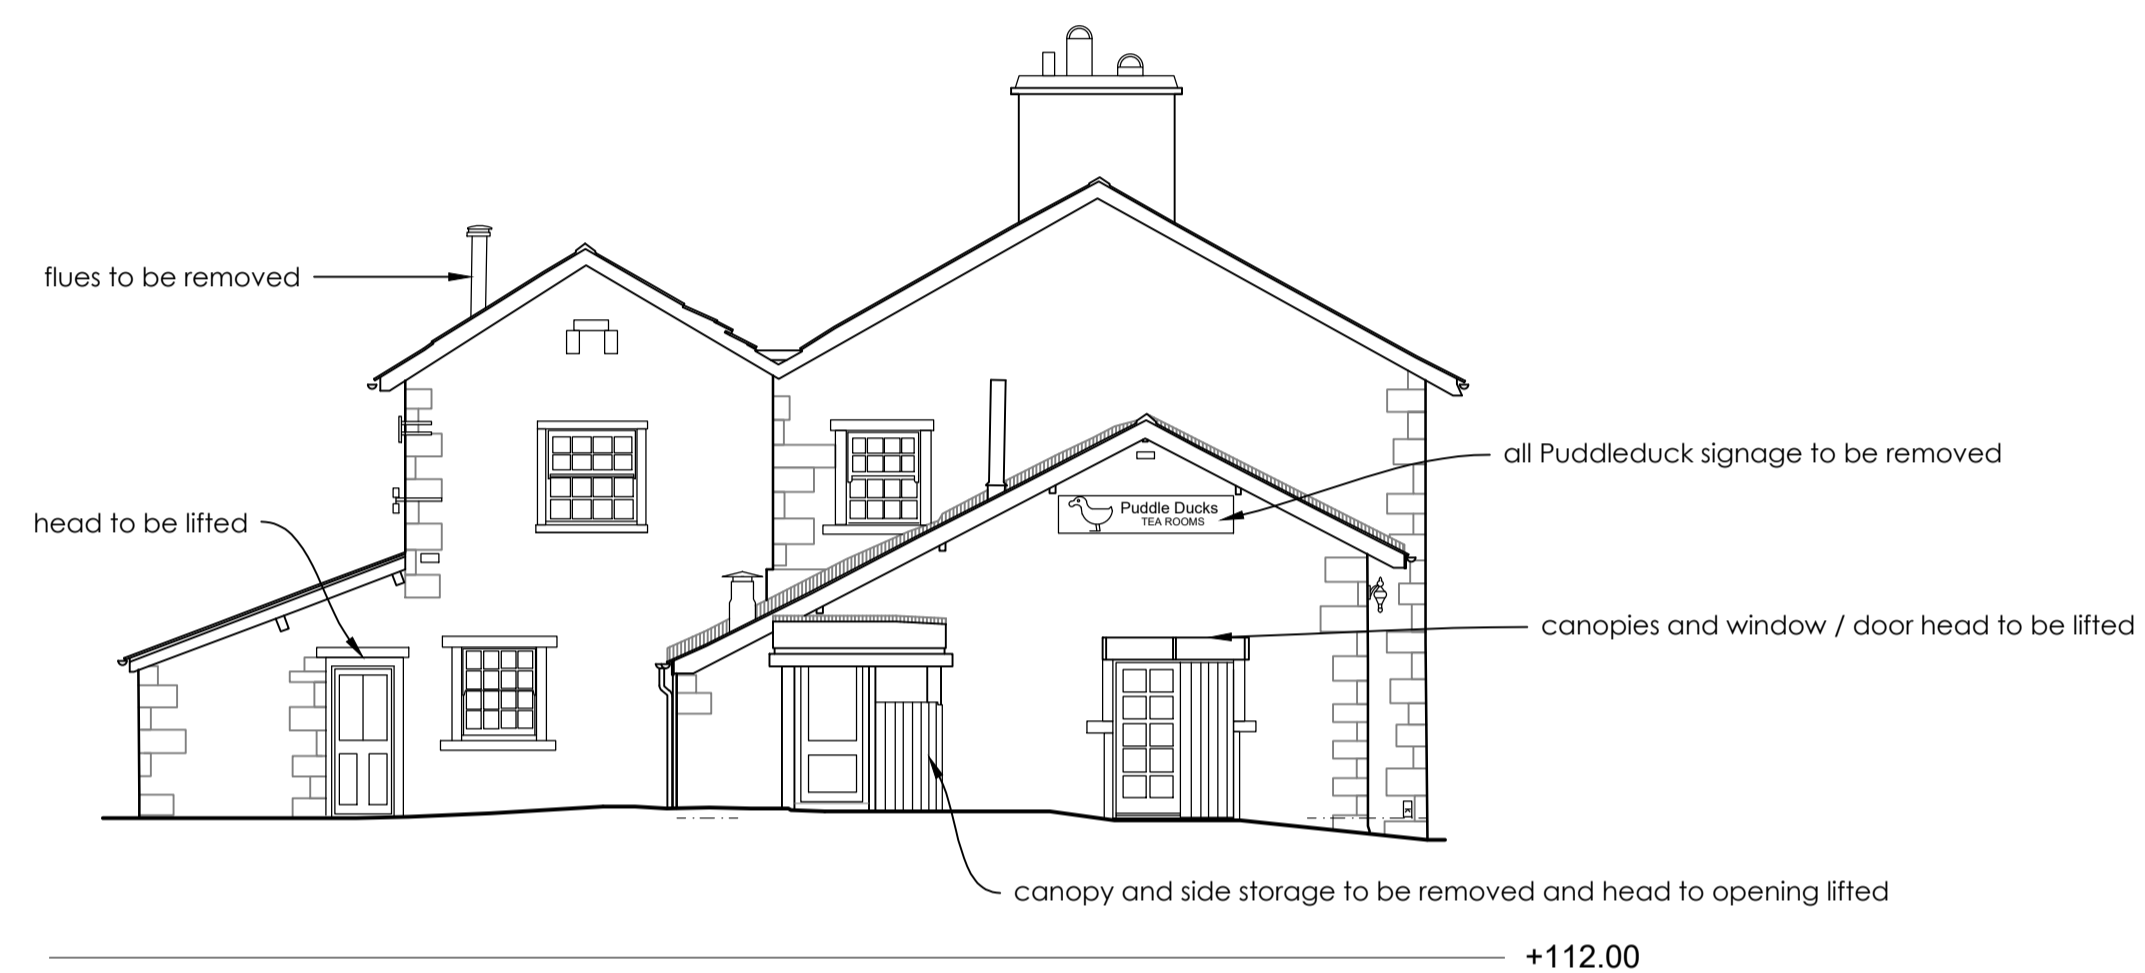 flues to be removed
all Puddleduck signage to be removed
Puddle Ducks
TEA ROOMS
head to be lifted
canopies and window / door head to be lifted
canopy and side storage to be removed and head to opening lifted
+112.00